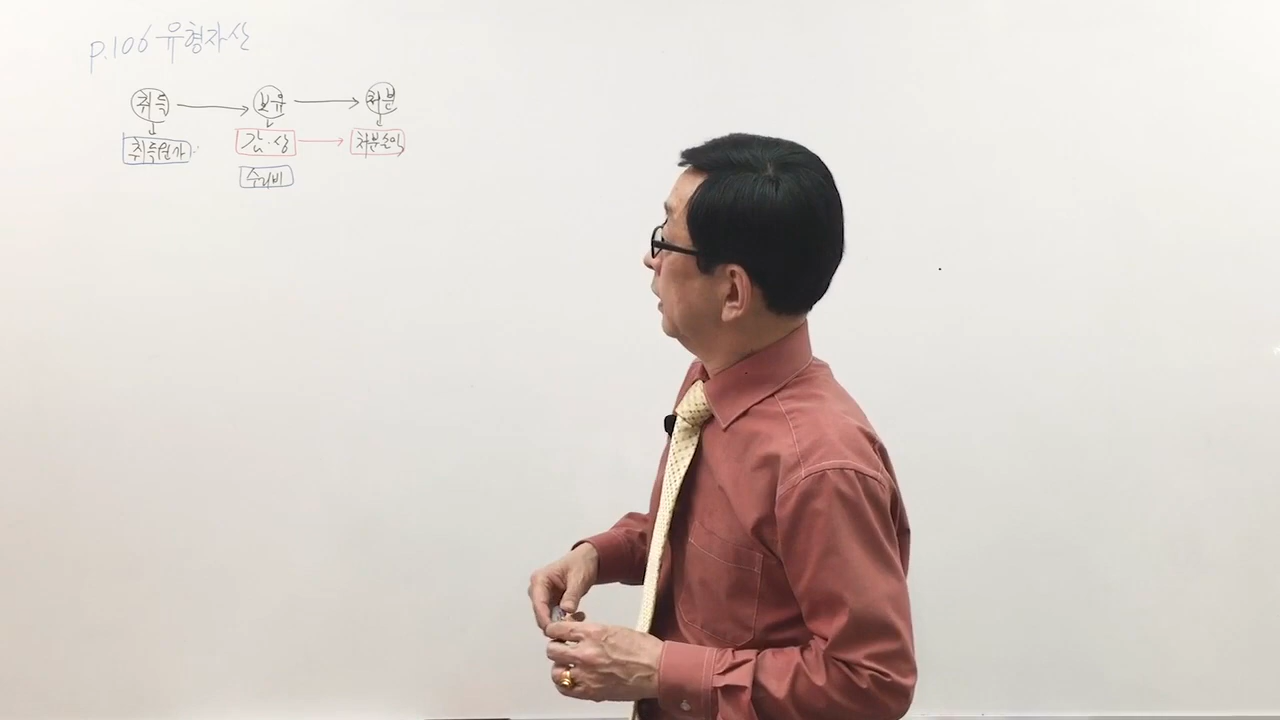 p.106 유형자산
취득 → 보유 → 처분
취득원가 감·상 → 처분손익
수리비